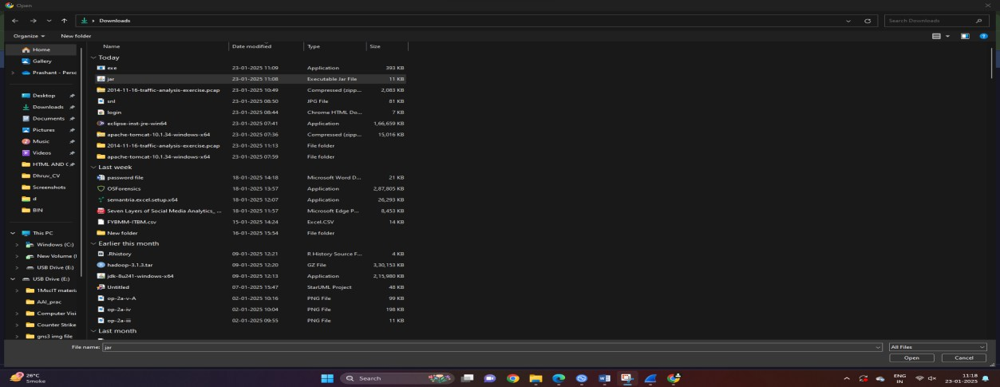 Open
Downloads
Search Downloads
Organize New folder
Name Date modified Type Size
Home
Gallery
Prashant - Persc
Desktop
Downloads
Documents
Pictures
Music
Videos
HTML AND C
Dhruv_CV
Screenshots
d
BIN
This PC
Windows (C:)
New Volume (I
USB Drive (E:)
USB Drive (E:)
1MscIT materi
AAI_prac
Computer Visi
Counter Strike
gns3 img file
Today
exe 23-01-2025 11:09 Application 393 KB
jar 23-01-2025 11:08 Executable Jar File 11 KB
2014-11-16-traffic-analysis-exercise.pcap 23-01-2025 10:49 Compressed (zipp... 2,083 KB
snl 23-01-2025 08:50 JPG File 81 KB
login 23-01-2025 08:44 Chrome HTML Do... 7 KB
eclipse-inst-jre-win64 23-01-2025 07:41 Application 1,66,659 KB
apache-tomcat-10.1.34-windows-x64 23-01-2025 07:36 Compressed (zipp... 15,016 KB
2014-11-16-traffic-analysis-exercise.pcap 23-01-2025 11:13 File folder
apache-tomcat-10.1.34-windows-x64 23-01-2025 07:59 File folder
Last week
password file 18-01-2025 14:18 Microsoft Word D... 21 KB
OSForensics 18-01-2025 13:57 Application 2,87,805 KB
semantria.excel.setup.x64 18-01-2025 12:07 Application 26,293 KB
Seven Layers of Social Media Analytics_ ... 18-01-2025 11:57 Microsoft Edge P... 8,453 KB
FYBMM-ITBM.csv 15-01-2025 14:24 Excel.CSV 14 KB
New folder 16-01-2025 15:54 File folder
Earlier this month
.Rhistory 09-01-2025 12:21 R History Source F... 4 KB
hadoop-3.1.3.tar 09-01-2025 12:20 GZ File 3,30,153 KB
jdk-8u241-windows-x64 09-01-2025 12:13 Application 2,15,980 KB
Untitled 07-01-2025 15:47 StarUML Project 48 KB
op-2a-v-A 02-01-2025 10:16 PNG File 99 KB
op-2a-iv 02-01-2025 10:04 PNG File 198 KB
op-2a-iii 02-01-2025 09:55 PNG File 11 KB
Last month
File name: jar
All Files
Open Cancel
26°C
Smoke
Search
ENG
IN
11:18
23-01-2025